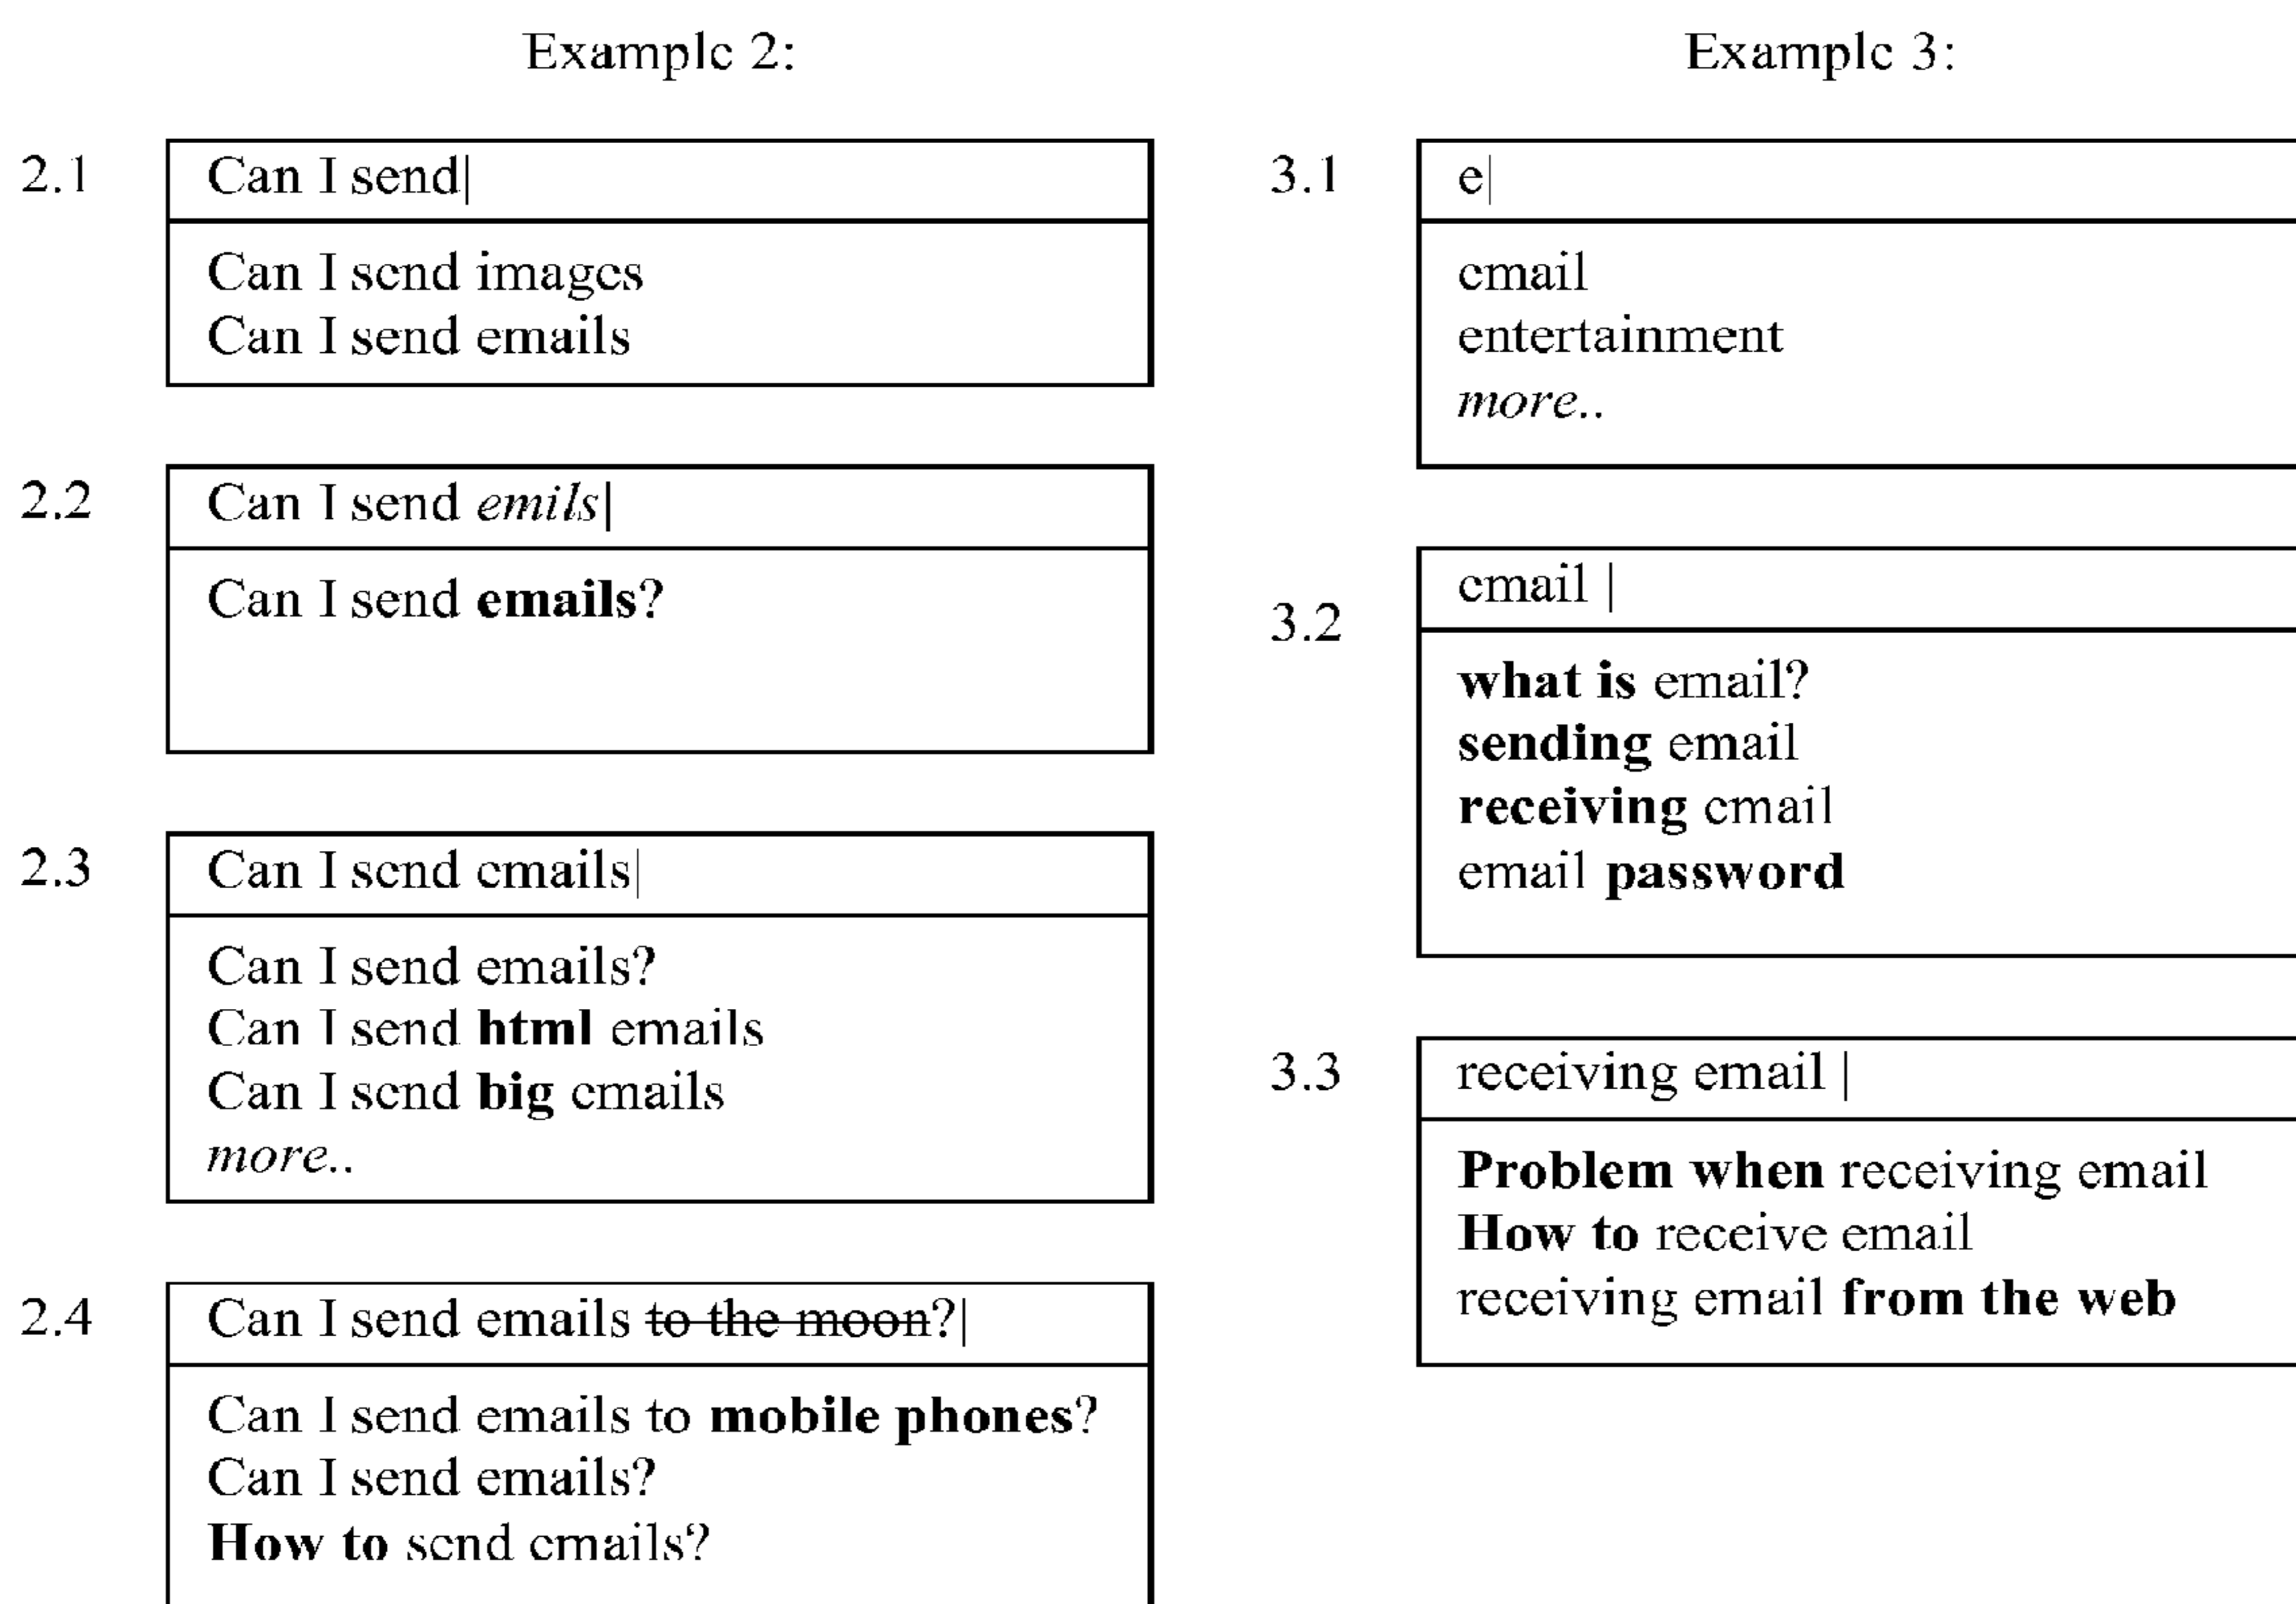 Example 2:
2.1
Can I send|
Can I send images
Can I send emails
2.2
Can I send emils|
Can I send emails?
2.3
Can I send emails|
Can I send emails?
Can I send html emails
Can I send big emails
more..
2.4
Can I send emails to the moon?|
Can I send emails to mobile phones?
Can I send emails?
How to send emails?
Example 3:
3.1
e|
email
entertainment
more..
3.2
email |
what is email?
sending email
receiving email
email password
3.3
receiving email |
Problem when receiving email
How to receive email
receiving email from the web